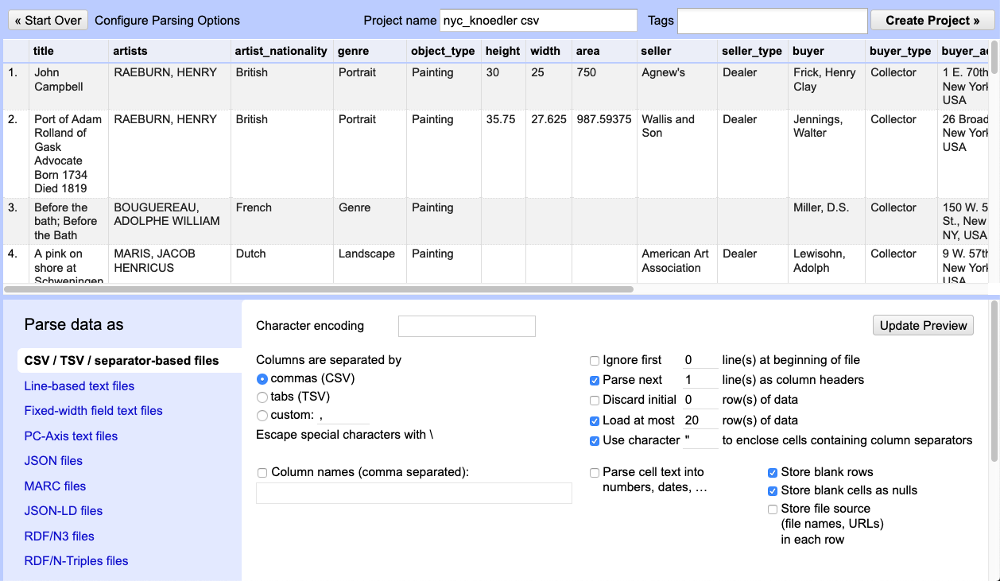 « Start Over Configure Parsing Options Project name nyc_knoedler csv Tags Create Project »
title artists artist_nationality genre object_type height width area seller seller_type buyer buyer_type
1. John Campbell RAEBURN, HENRY British Portrait Painting 30 25 750 Agnew's Dealer Frick, Henry Clay Collector 1 E. 70th New York USA
2. Port of Adam Rolland of Gask Advocate Born 1734 Died 1819 RAEBURN, HENRY British Portrait Painting 35.75 27.625 987.59375 Wallis and Son Dealer Jennings, Walter Collector 26 Broad New York USA
3. Before the bath; Before the Bath BOUGUEREAU, ADOLPHE WILLIAM French Genre Painting Miller, D.S. Collector 150 W. 5 St., New NY, USA
4. A pink on shore at Schweningen MARIS, JACOB HENRICUS Dutch Landscape Painting American Art Association Dealer Lewisohn, Adolph Collector 9 W. 57th New York USA
Parse data as
CSV / TSV / separator-based files
Line-based text files
Fixed-width field text files
PC-Axis text files
JSON files
MARC files
JSON-LD files
RDF/N3 files
RDF/N-Triples files
Character encoding
Update Preview
Columns are separated by
commas (CSV)
tabs (TSV)
custom: ,
Escape special characters with \
Column names (comma separated):
Ignore first 0 line(s) at beginning of file
Parse next 1 line(s) as column headers
Discard initial 0 row(s) of data
Load at most 20 row(s) of data
Use character " to enclose cells containing column separators
Parse cell text into
numbers, dates, …
Store blank rows
Store blank cells as nulls
Store file source
(file names, URLs)
in each row